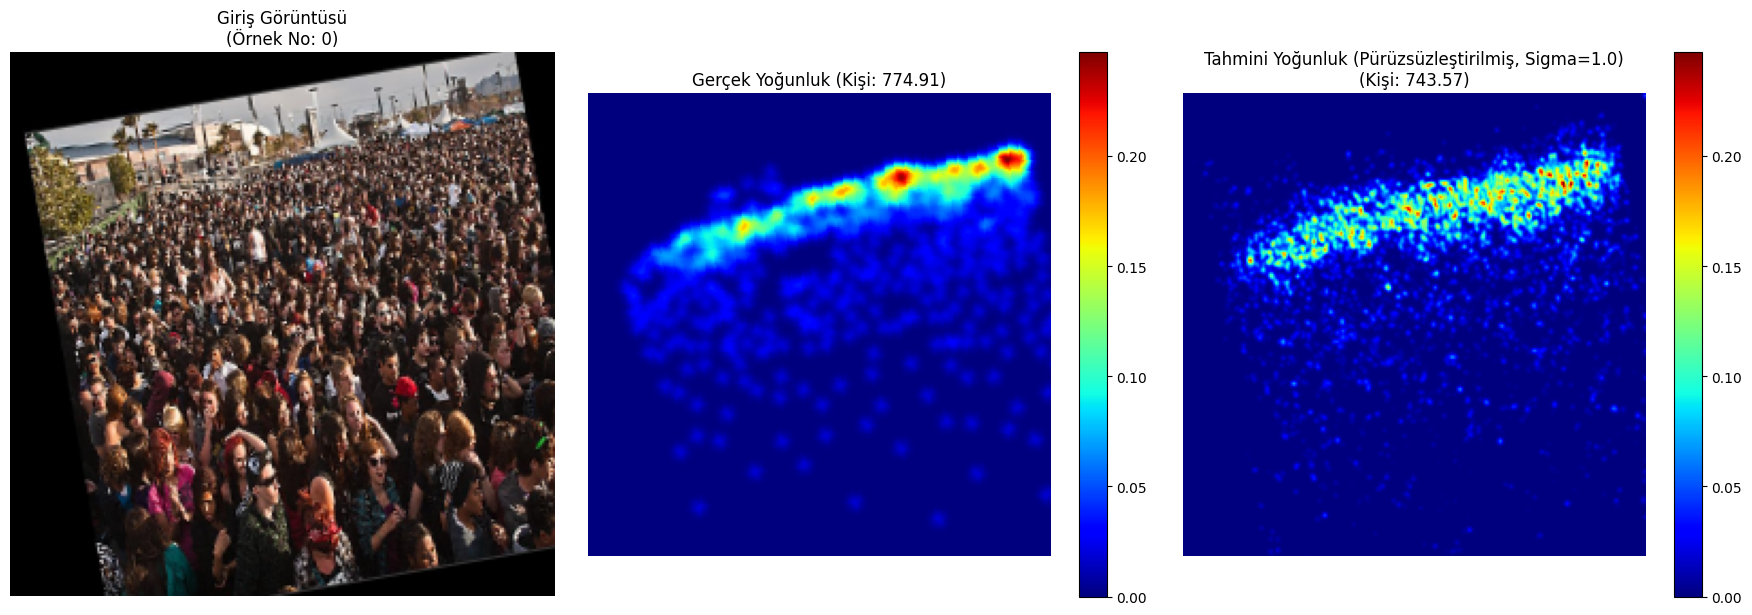 Giriş Görüntüsü
(Örnek No: 0)
Gerçek Yoğunluk (Kişi: 774.91)
0.20
0.15
0.10
0.05
0.00
Tahmini Yoğunluk (Pürüzsüzleştirilmiş, Sigma=1.0)
(Kişi: 743.57)
0.20
0.15
0.10
0.05
0.00